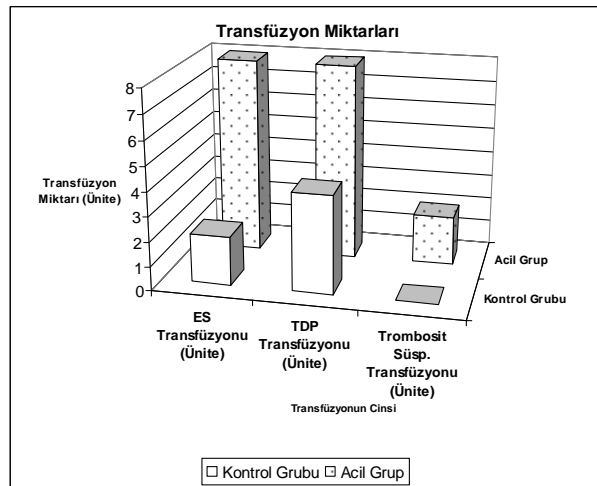 Transfüzyon Miktarları
8
7
6
5
4
3
2
1
0
Transfüzyon
Miktarı (Ünite)
Acil Grup
Kontrol Grubu
ES
Transfüzyonu
(Ünite)
TDP
Transfüzyonu
(Ünite)
Trombosit
Süsp.
Transfüzyonu
(Ünite)
Transfüzyonun Cinsi
Kontrol Grubu Acil Grup